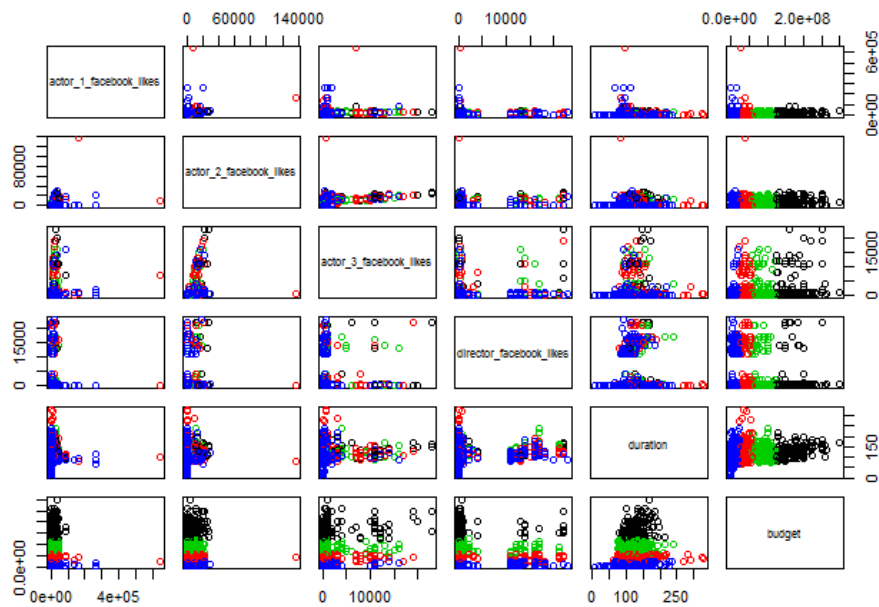 0 60000 140000 0 10000 0.0e+00 2.0e+08
actor_1_facebook_likes
0e+00 6e+05
actor_2_facebook_likes
0 80000
actor_3_facebook_likes
0 15000
director_facebook_likes
0 15000
duration
0 150
budget
0.0e+00
0e+00 4e+05 0 10000 0 100 250